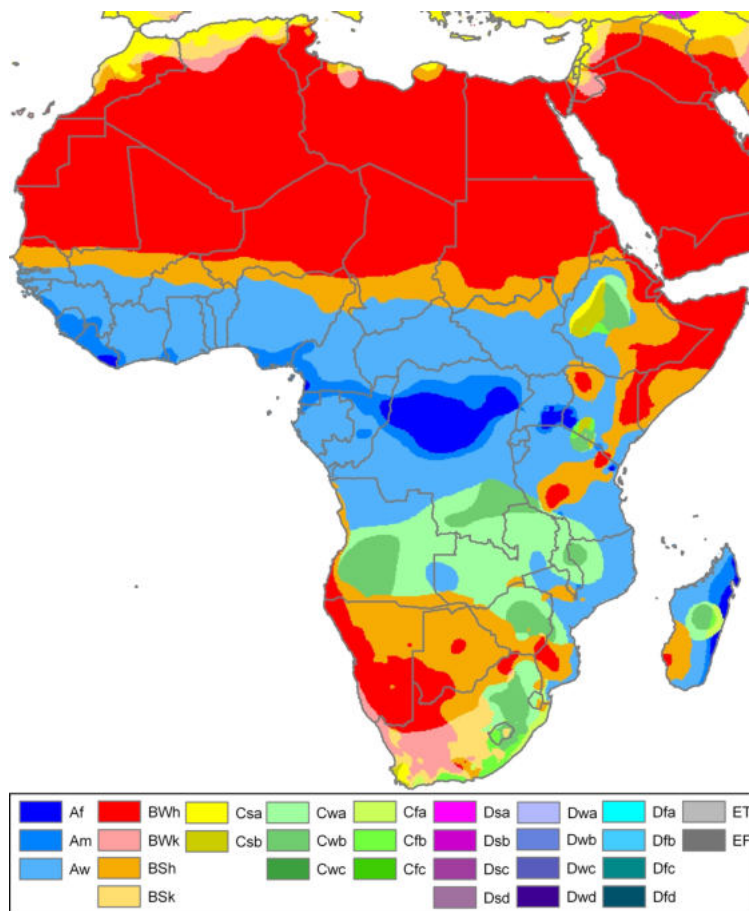 Af BWh Csa Cwa Cfa Dsa Dwa Dfa ET
Am BWk Csb Cwb Cfb Dsb Dwb Dfb EF
Aw BSh Cwc Cfc Dsc Dwc Dfc
BSk Dsd Dwd Dfd